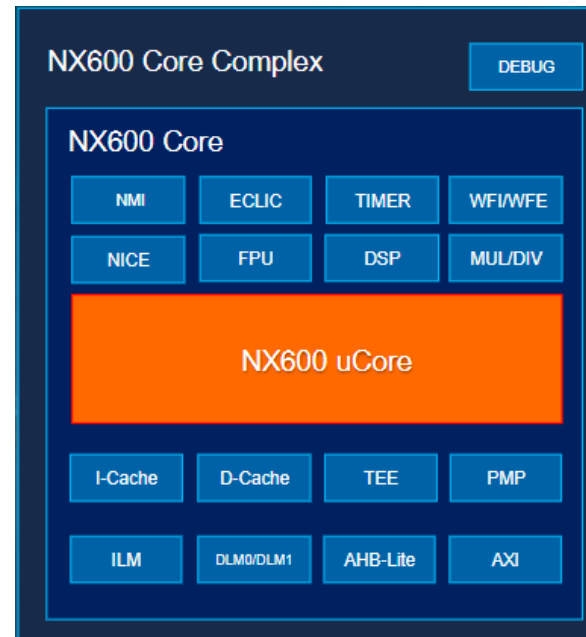 NX600 Core Complex
DEBUG
NX600 Core
NMI ECLIC TIMER WFI/WFE
NICE FPU DSP MUL/DIV
NX600 uCore
I-Cache D-Cache TEE PMP
ILM DLM0/DLM1 AHB-Lite AXI